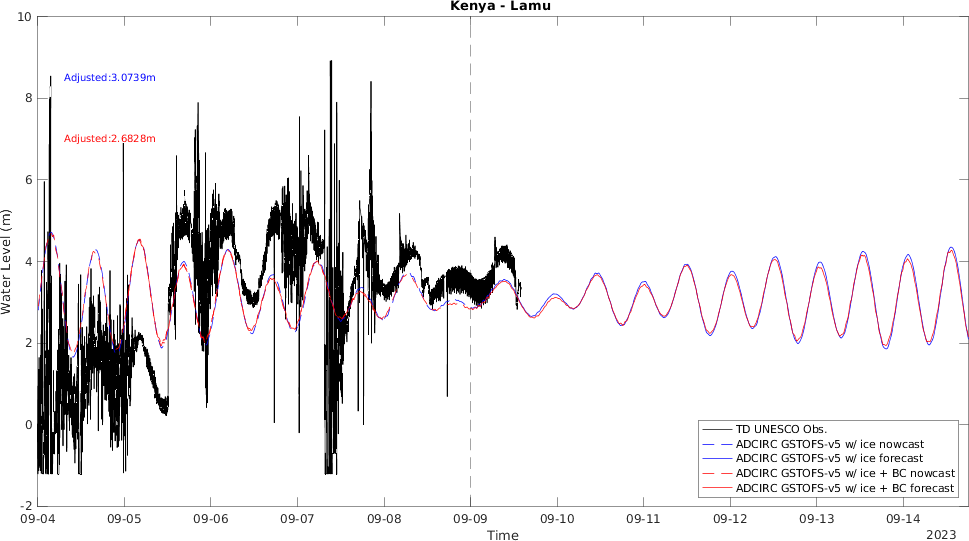 Kenya - Lamu
10
8
6
4
2
0
-2
Water Level (m)
Adjusted:3.0739m
Adjusted:2.6828m
TD UNESCO Obs.
ADCIRC GSTOFS-v5 w/ ice nowcast
ADCIRC GSTOFS-v5 w/ ice forecast
ADCIRC GSTOFS-v5 w/ ice + BC nowcast
ADCIRC GSTOFS-v5 w/ ice + BC forecast
09-04 09-05 09-06 09-07 09-08 09-09 09-10 09-11 09-12 09-13 09-14
Time
2023